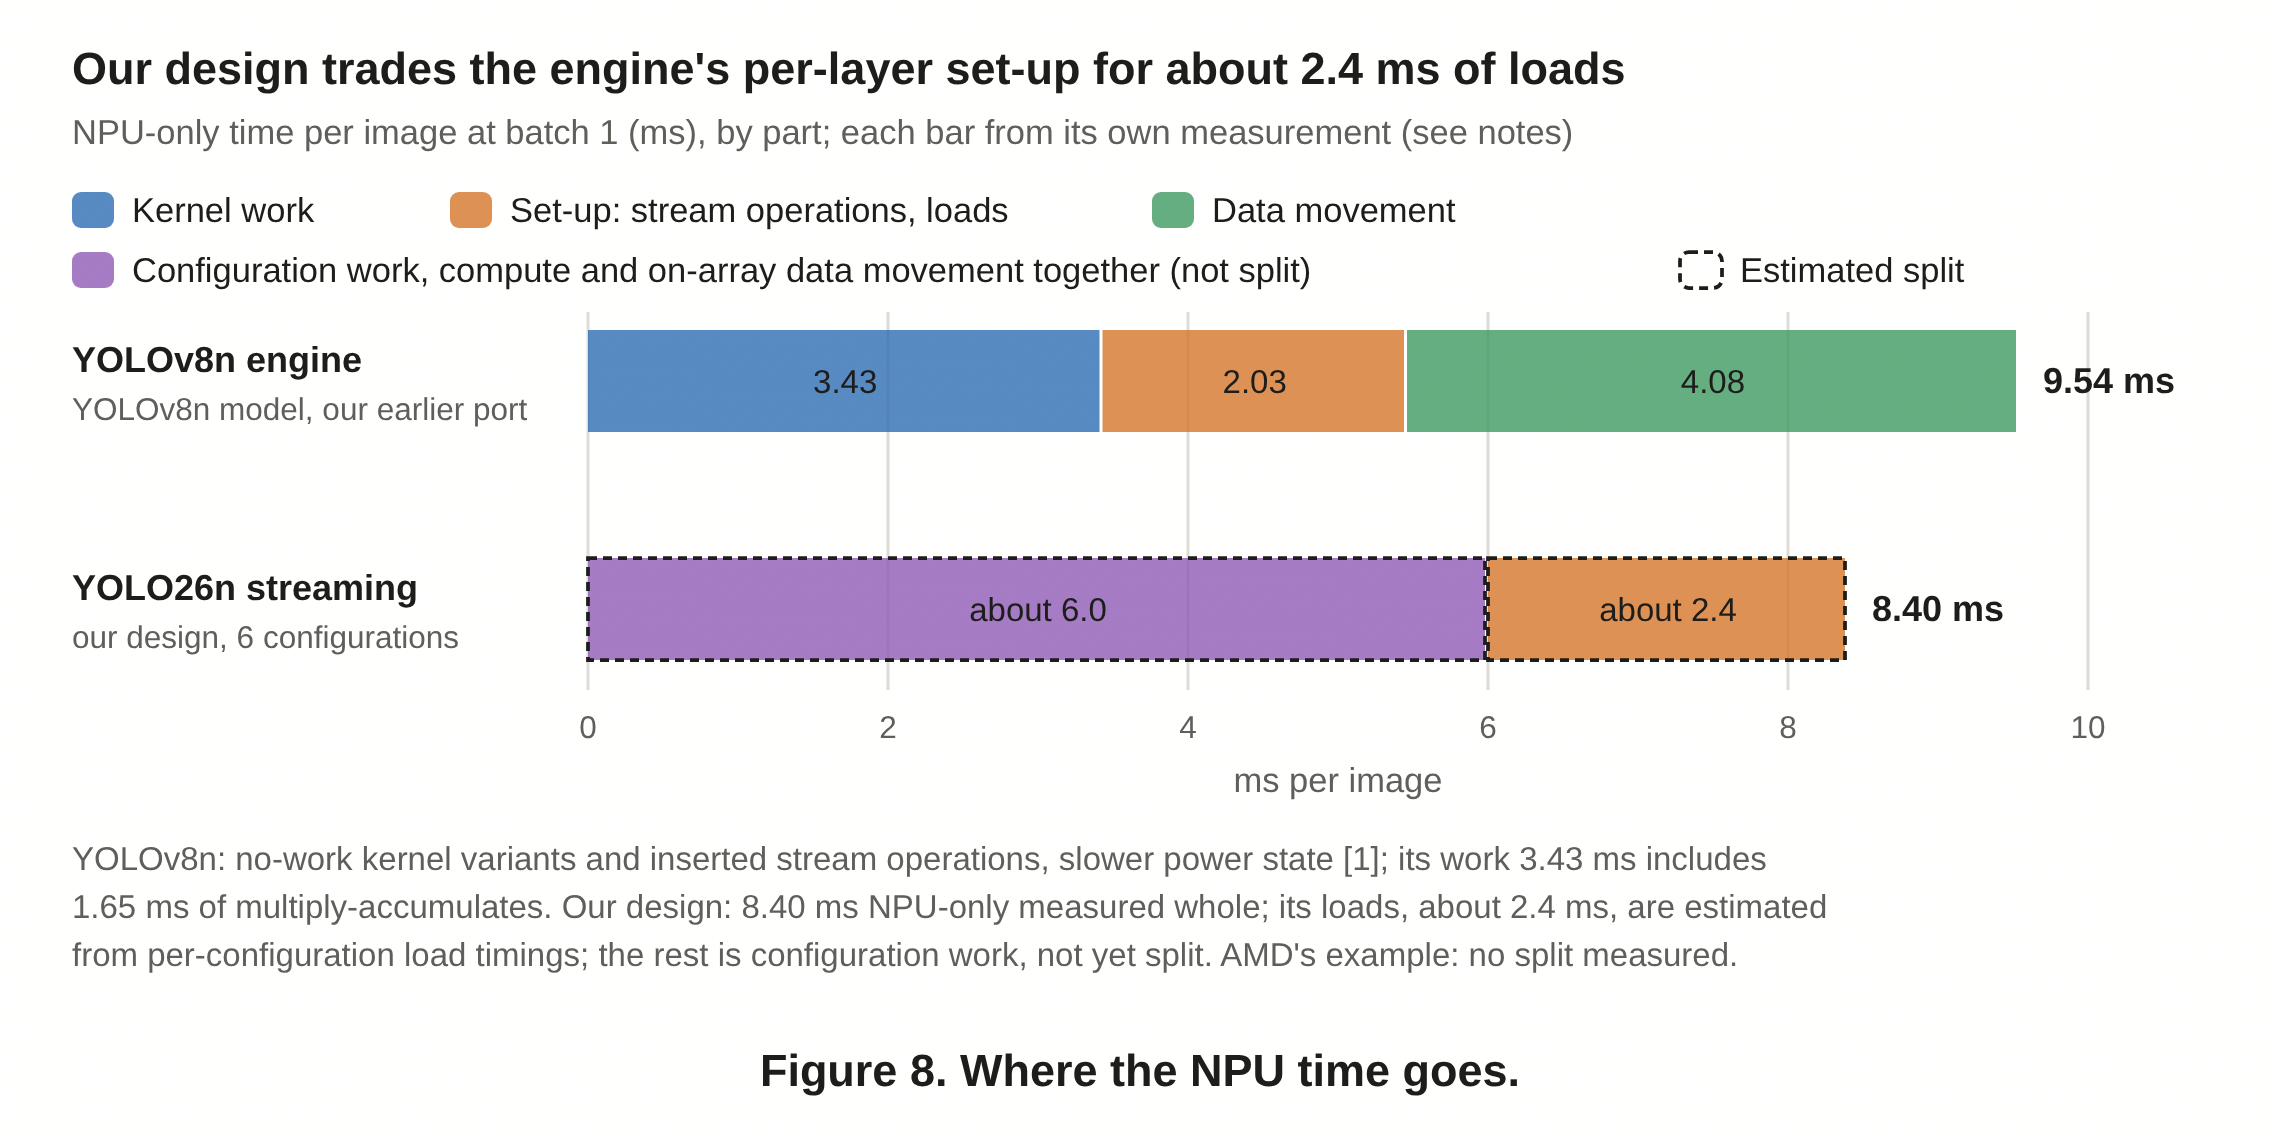 Our design trades the engine's per-layer set-up for about 2.4 ms of loads
NPU-only time per image at batch 1 (ms), by part; each bar from its own measurement (see notes)
Kernel work
Set-up: stream operations, loads
Data movement
Configuration work, compute and on-array data movement together (not split)
Estimated split
YOLOv8n engine
YOLOv8n model, our earlier port
3.43
2.03
4.08
9.54 ms
YOLO26n streaming
our design, 6 configurations
about 6.0
about 2.4
8.40 ms
0
2
4
6
8
10
ms per image
YOLOv8n: no-work kernel variants and inserted stream operations, slower power state [1]; its work 3.43 ms includes
1.65 ms of multiply-accumulates. Our design: 8.40 ms NPU-only measured whole; its loads, about 2.4 ms, are estimated
from per-configuration load timings; the rest is configuration work, not yet split. AMD's example: no split measured.
Figure 8. Where the NPU time goes.